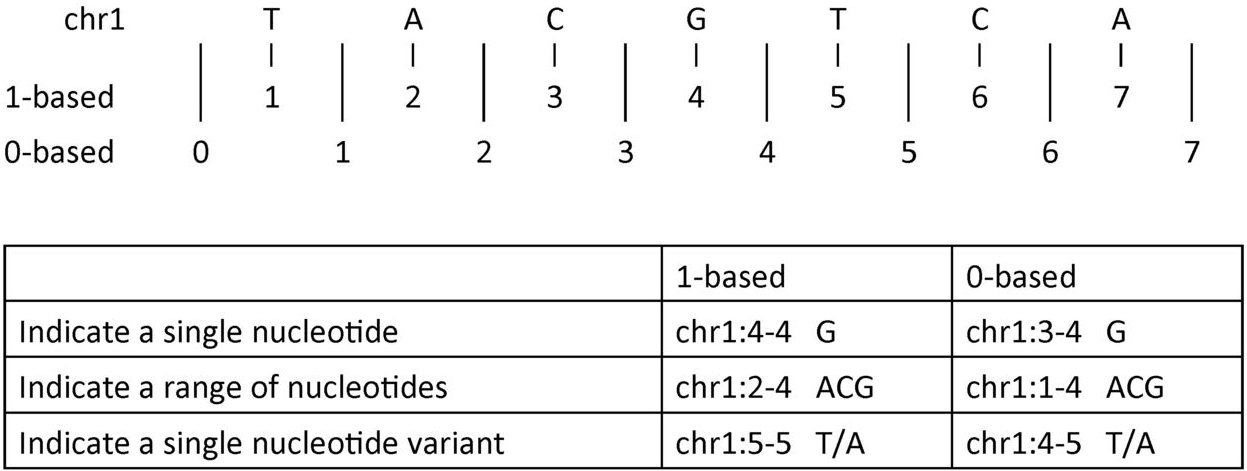 chr1 T A C G T C A
1-based 1 2 3 4 5 6 7
0-based 0 1 2 3 4 5 6 7
1-based 0-based
Indicate a single nucleotide chr1:4-4 G chr1:3-4 G
Indicate a range of nucleotides chr1:2-4 ACG chr1:1-4 ACG
Indicate a single nucleotide variant chr1:5-5 T/A chr1:4-5 T/A